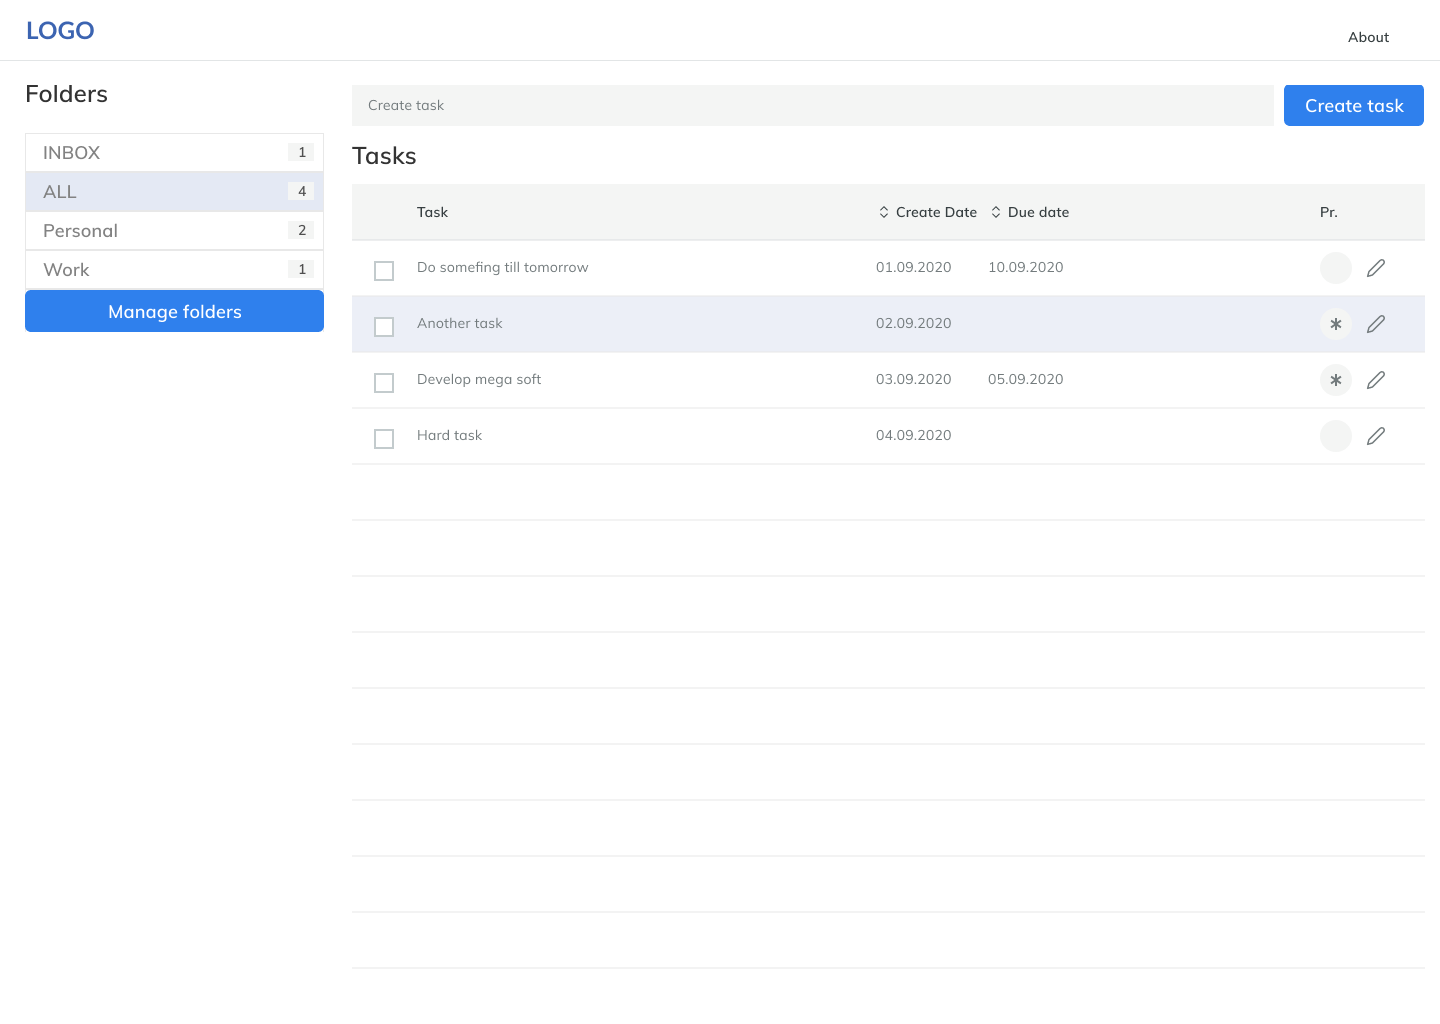 LOGO
About
Folders
INBOX 1
ALL 4
Personal 2
Work 1
Manage folders
Create task
Create task
Tasks
Task Create Date Due date Pr.
Do somefing till tomorrow 01.09.2020 10.09.2020
Another task 02.09.2020 *
Develop mega soft 03.09.2020 05.09.2020 *
Hard task 04.09.2020